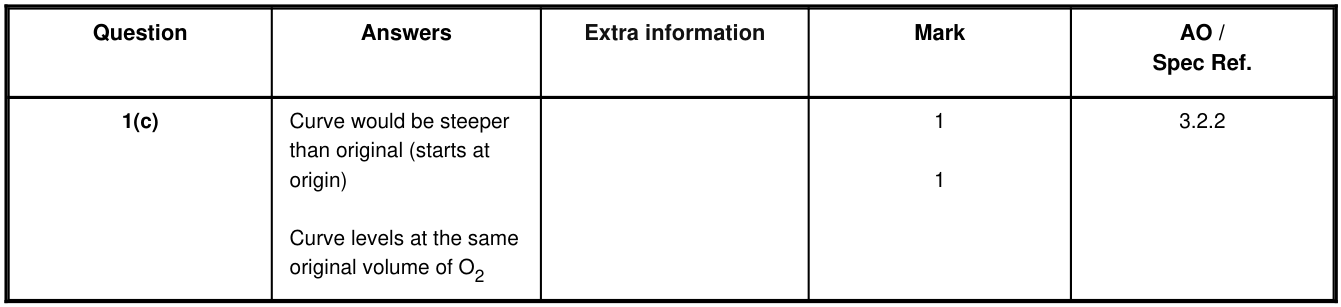 Question Answers Extra information Mark AO /
Spec Ref.
1(c) Curve would be steeper 1 3.2.2
than original (starts at
origin) 1
Curve levels at the same
original volume of O₂